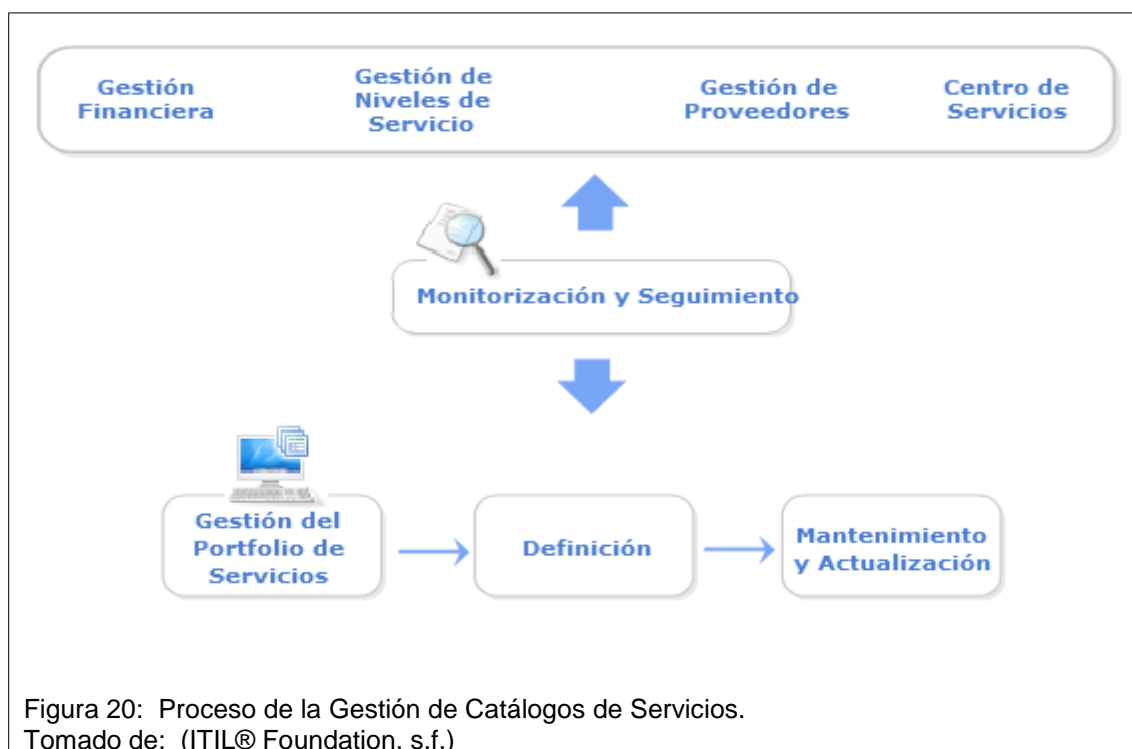 Gestión
Financiera
Gestión de
Niveles de
Servicio
Gestión de
Proveedores
Centro de
Servicios
Monitorización y Seguimiento
Gestión del
Portfolio de
Servicios
Definición
Mantenimiento
y Actualización
Figura 20: Proceso de la Gestión de Catálogos de Servicios.
Tomado de: (ITIL® Foundation, s.f.)